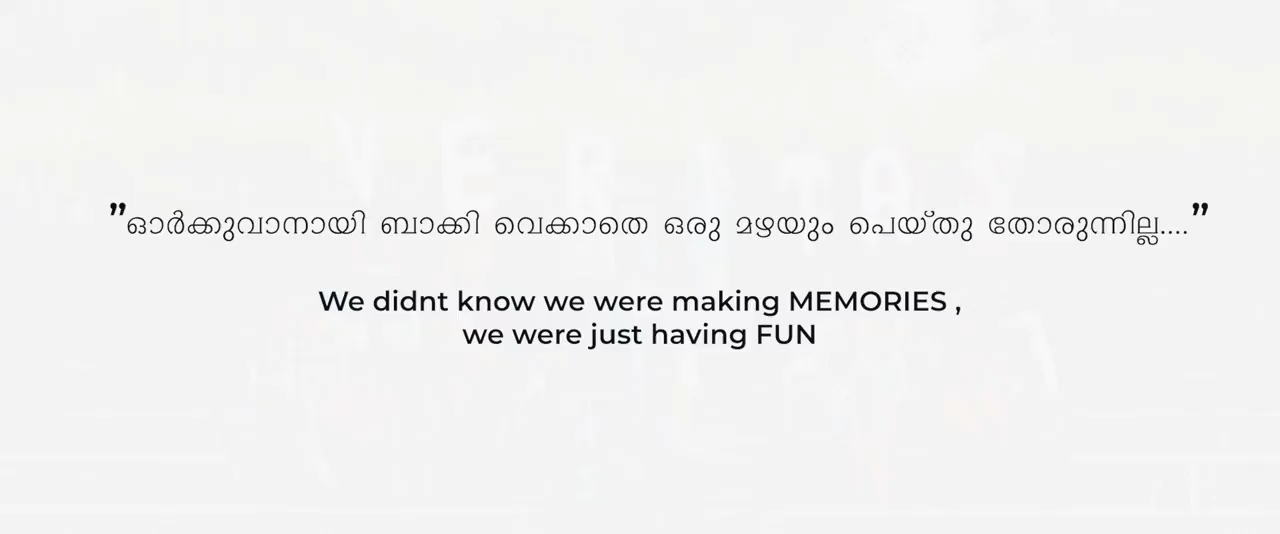 ”ഓർക്കുവാനായി ബാക്കി വെക്കാതെ ഒരു മഴയും പെയ്തു തോരുന്നില്ല....”
We didnt know we were making MEMORIES ,
we were just having FUN